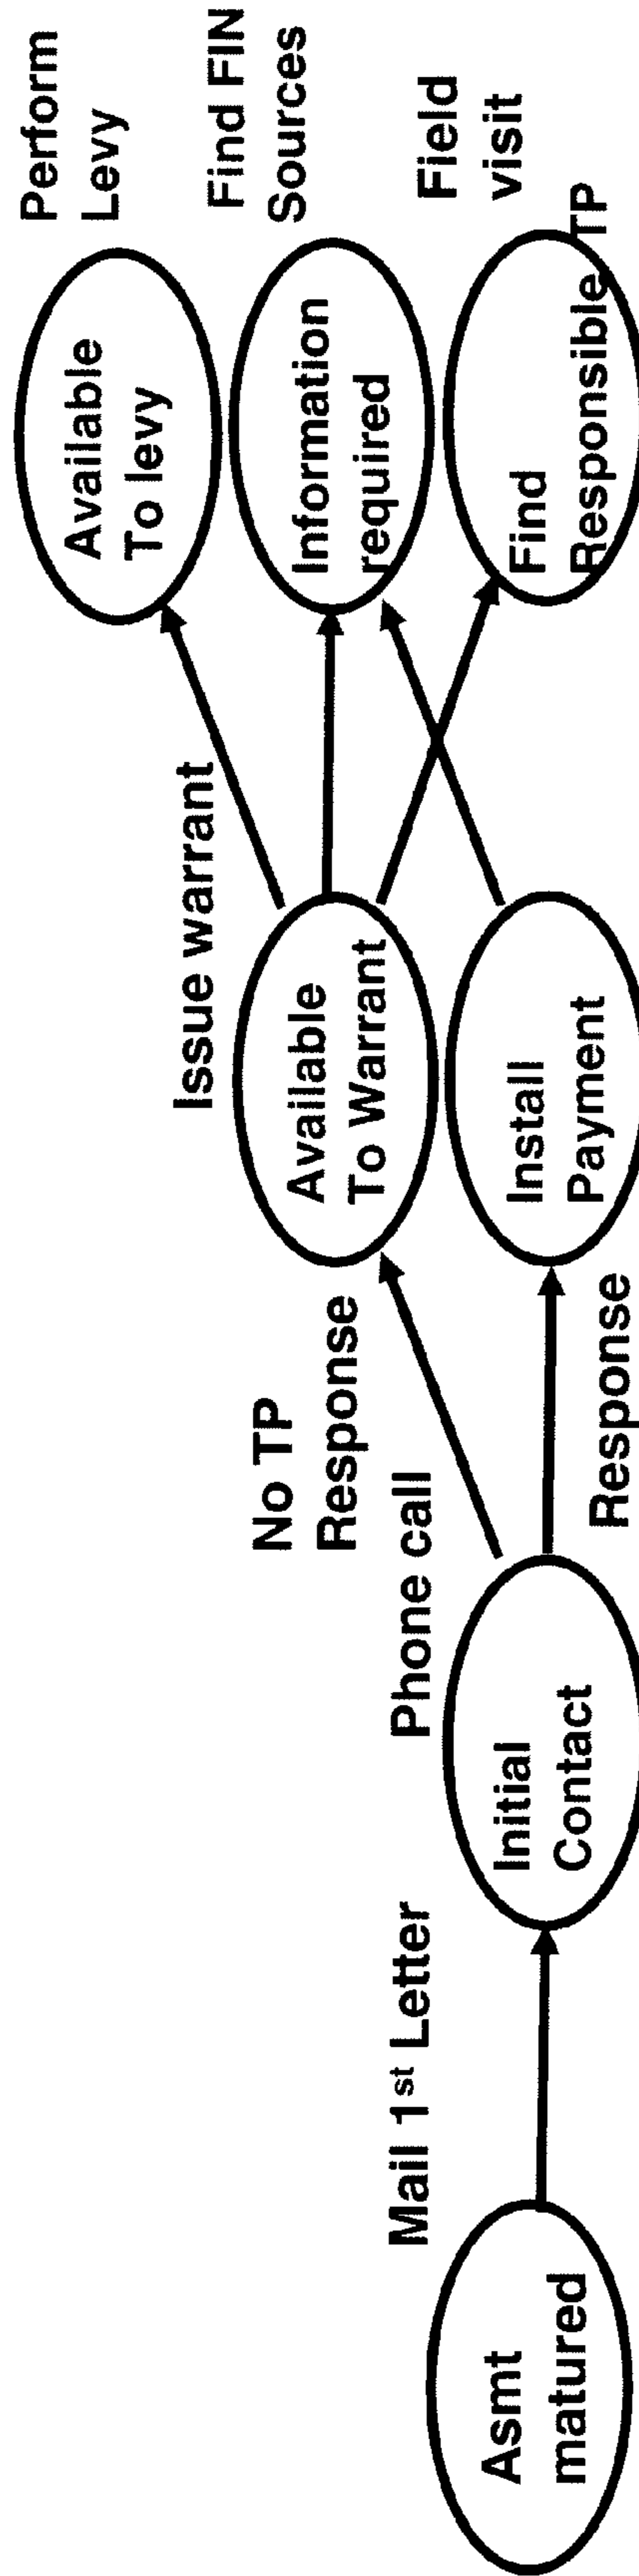 Asmt
matured
Mail 1st Letter
Initial
Contact
Phone call
No TP
Response
Response
Available
To Warrant
Issue warrant
Install
Payment
Available
To levy
Perform
Levy
Information
required
Find FIN
Sources
Find
Responsible TP
Field
visit